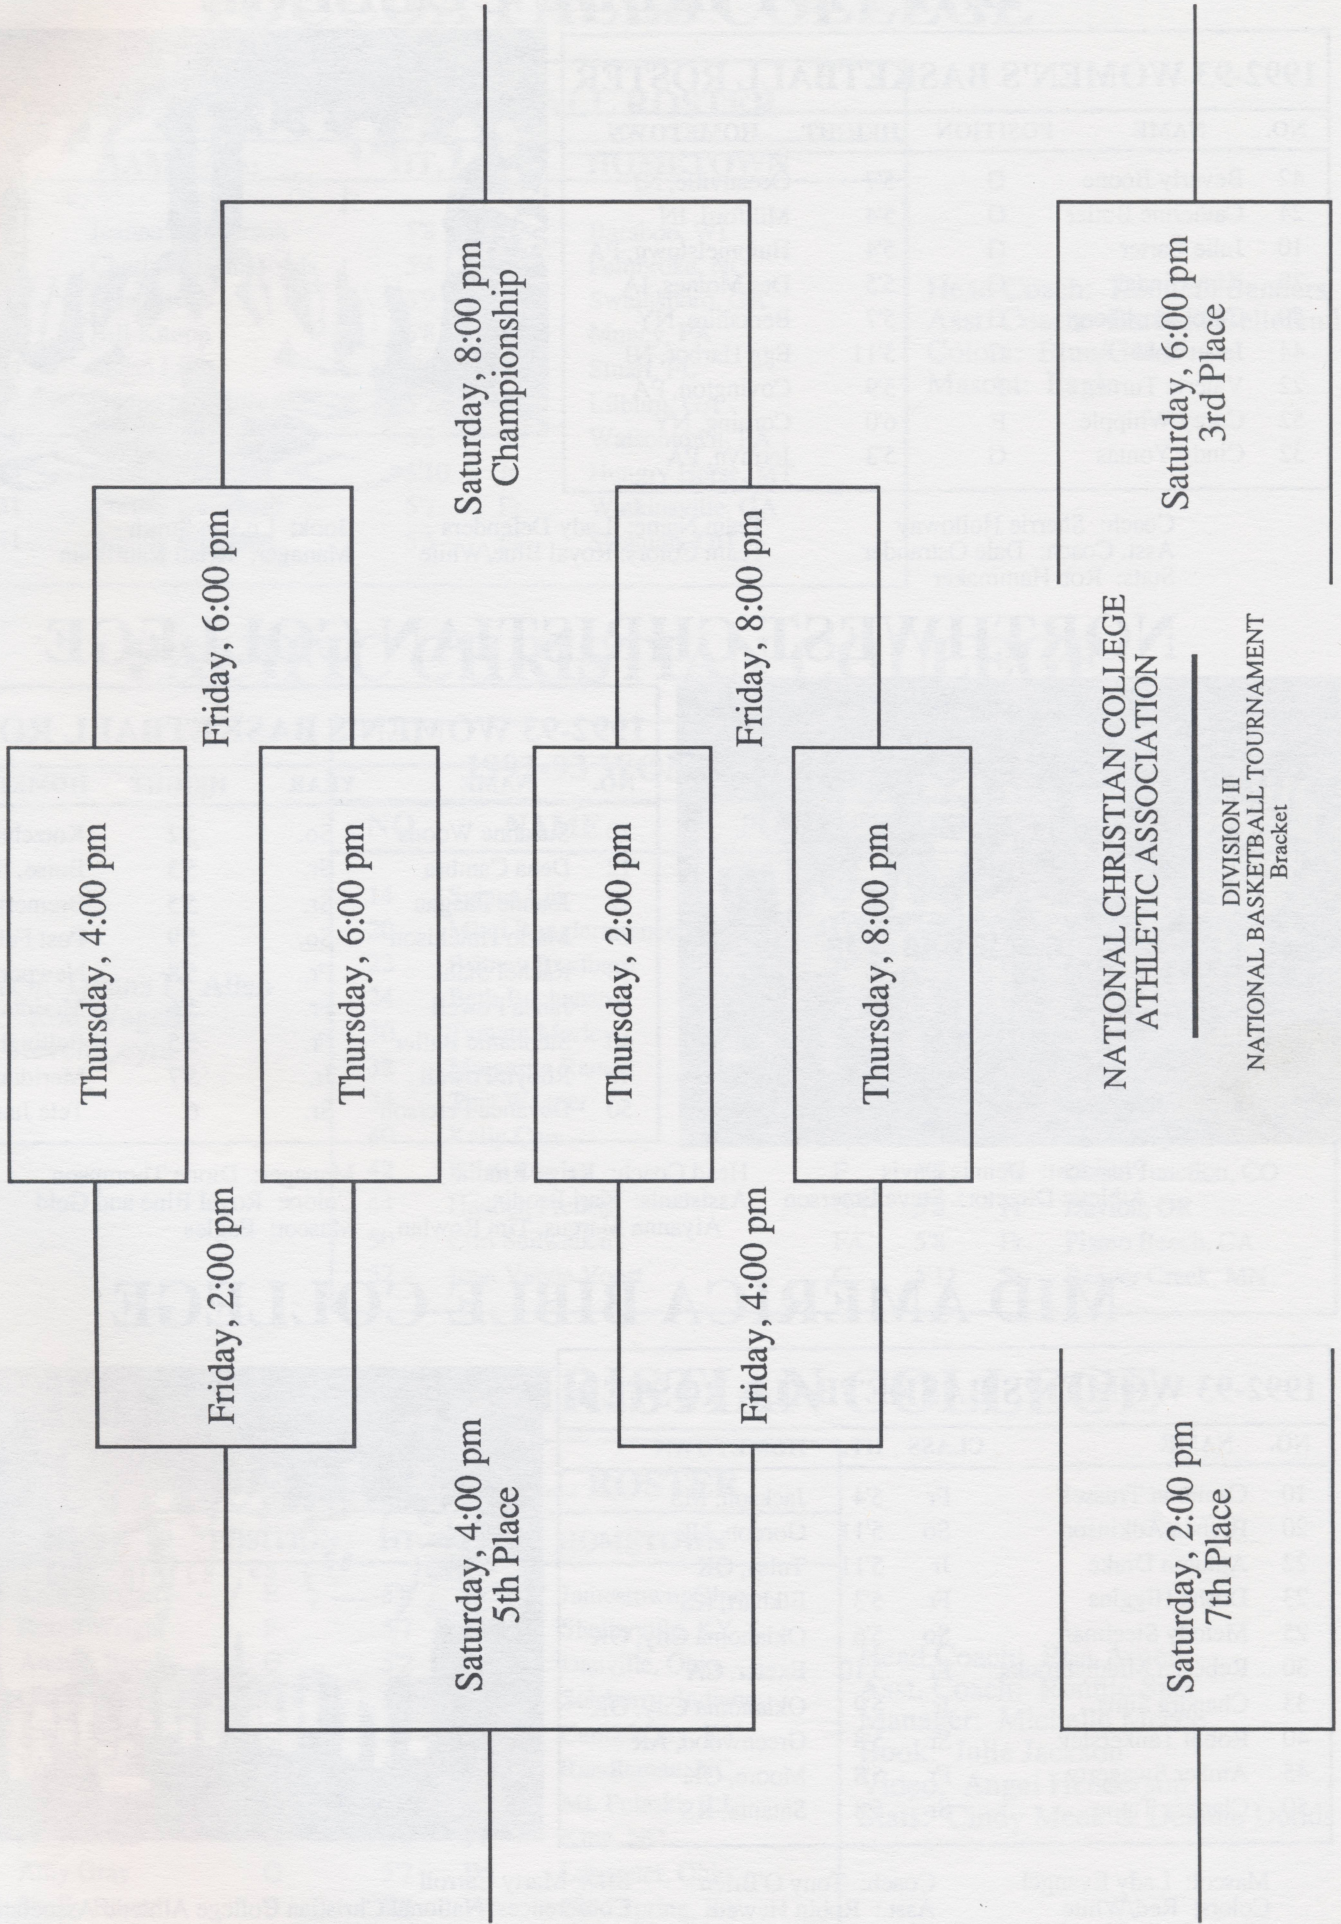 Thursday, 4:00 pm
Friday, 2:00 pm
Friday, 6:00 pm
Thursday, 6:00 pm
Saturday, 4:00 pm
5th Place
Saturday, 8:00 pm
Championship
Thursday, 2:00 pm
Friday, 4:00 pm
Friday, 8:00 pm
Thursday, 8:00 pm
Saturday, 2:00 pm
7th Place
NATIONAL CHRISTIAN COLLEGE
ATHLETIC ASSOCIATION
DIVISION II
NATIONAL BASKETBALL TOURNAMENT
Bracket
Saturday, 6:00 pm
3rd Place